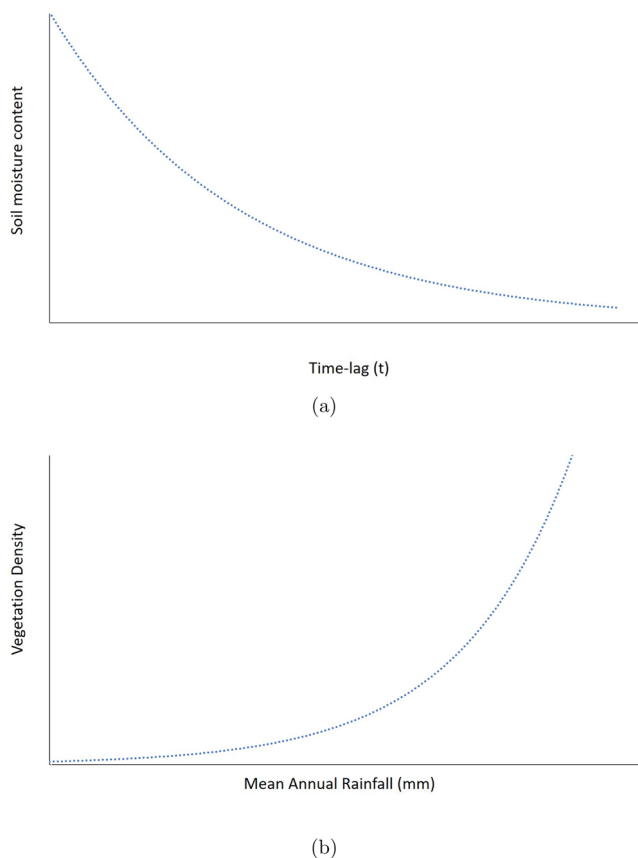 Soil moisture content
Time-lag (t)
(a)
Vegetation Density
Mean Annual Rainfall (mm)
(b)